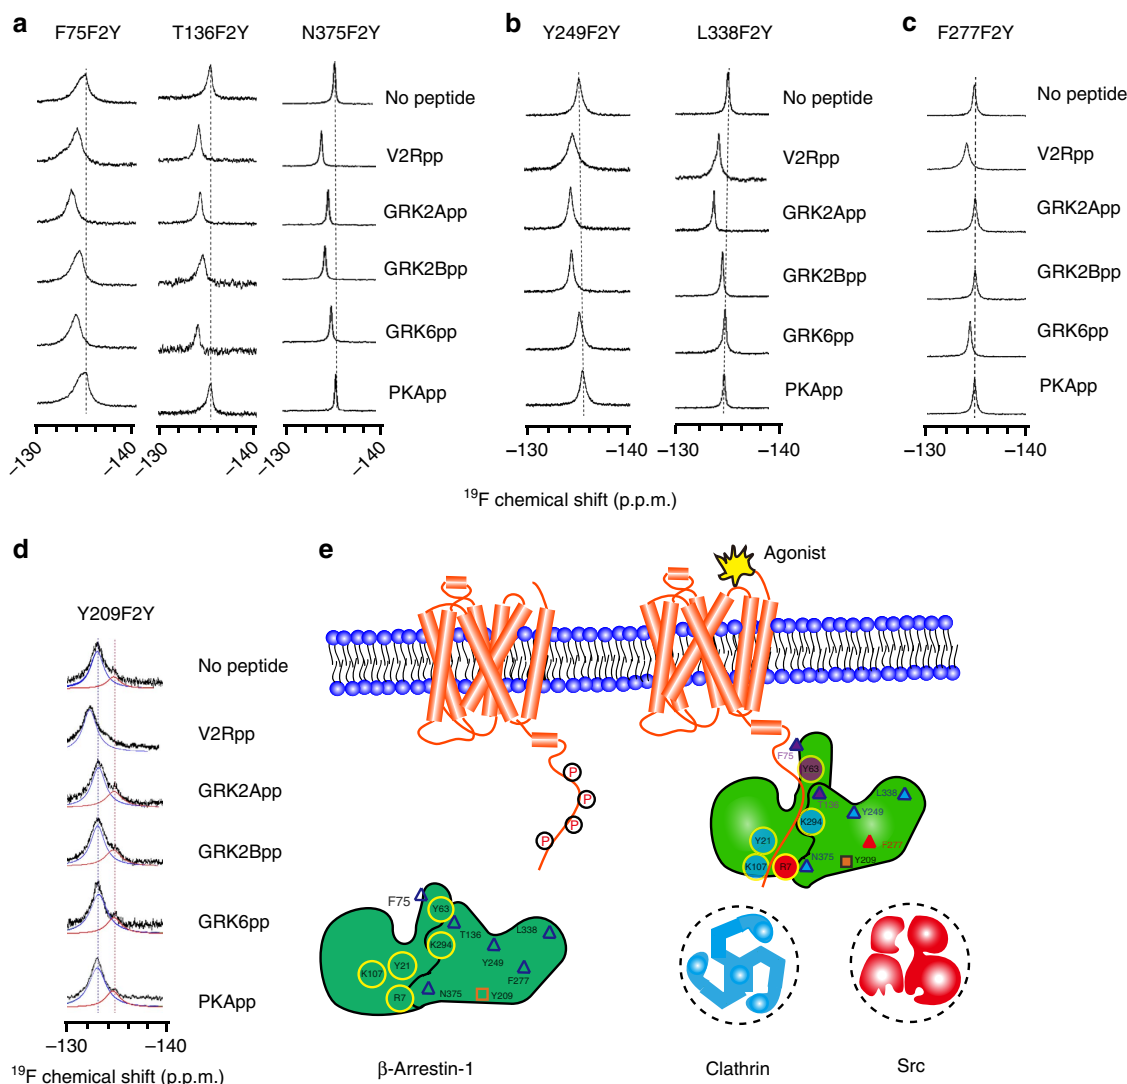 a
F75F2Y
T136F2Y
N375F2Y
No peptide
V2Rpp
GRK2App
GRK2Bpp
GRK6pp
PKApp
−130
−140
−130
−130
−140
b
Y249F2Y
L338F2Y
No peptide
V2Rpp
GRK2App
GRK2Bpp
GRK6pp
PKApp
−130
−140
−130
−140
c
F277F2Y
No peptide
V2Rpp
GRK2App
GRK2Bpp
GRK6pp
PKApp
−130
−140
19F chemical shift (p.p.m.)
d
Y209F2Y
No peptide
V2Rpp
GRK2App
GRK2Bpp
GRK6pp
PKApp
−130
−140
19F chemical shift (p.p.m.)
e
Agonist
P
P
P
P
F75
Y63
T136
L338
Y249
K294
Y21
F277
K107
R7
N375
Y209
F75
Y63
T136
L338
K294
Y249
Y21
K107
F277
R7
N375
Y209
β-Arrestin-1
Clathrin
Src